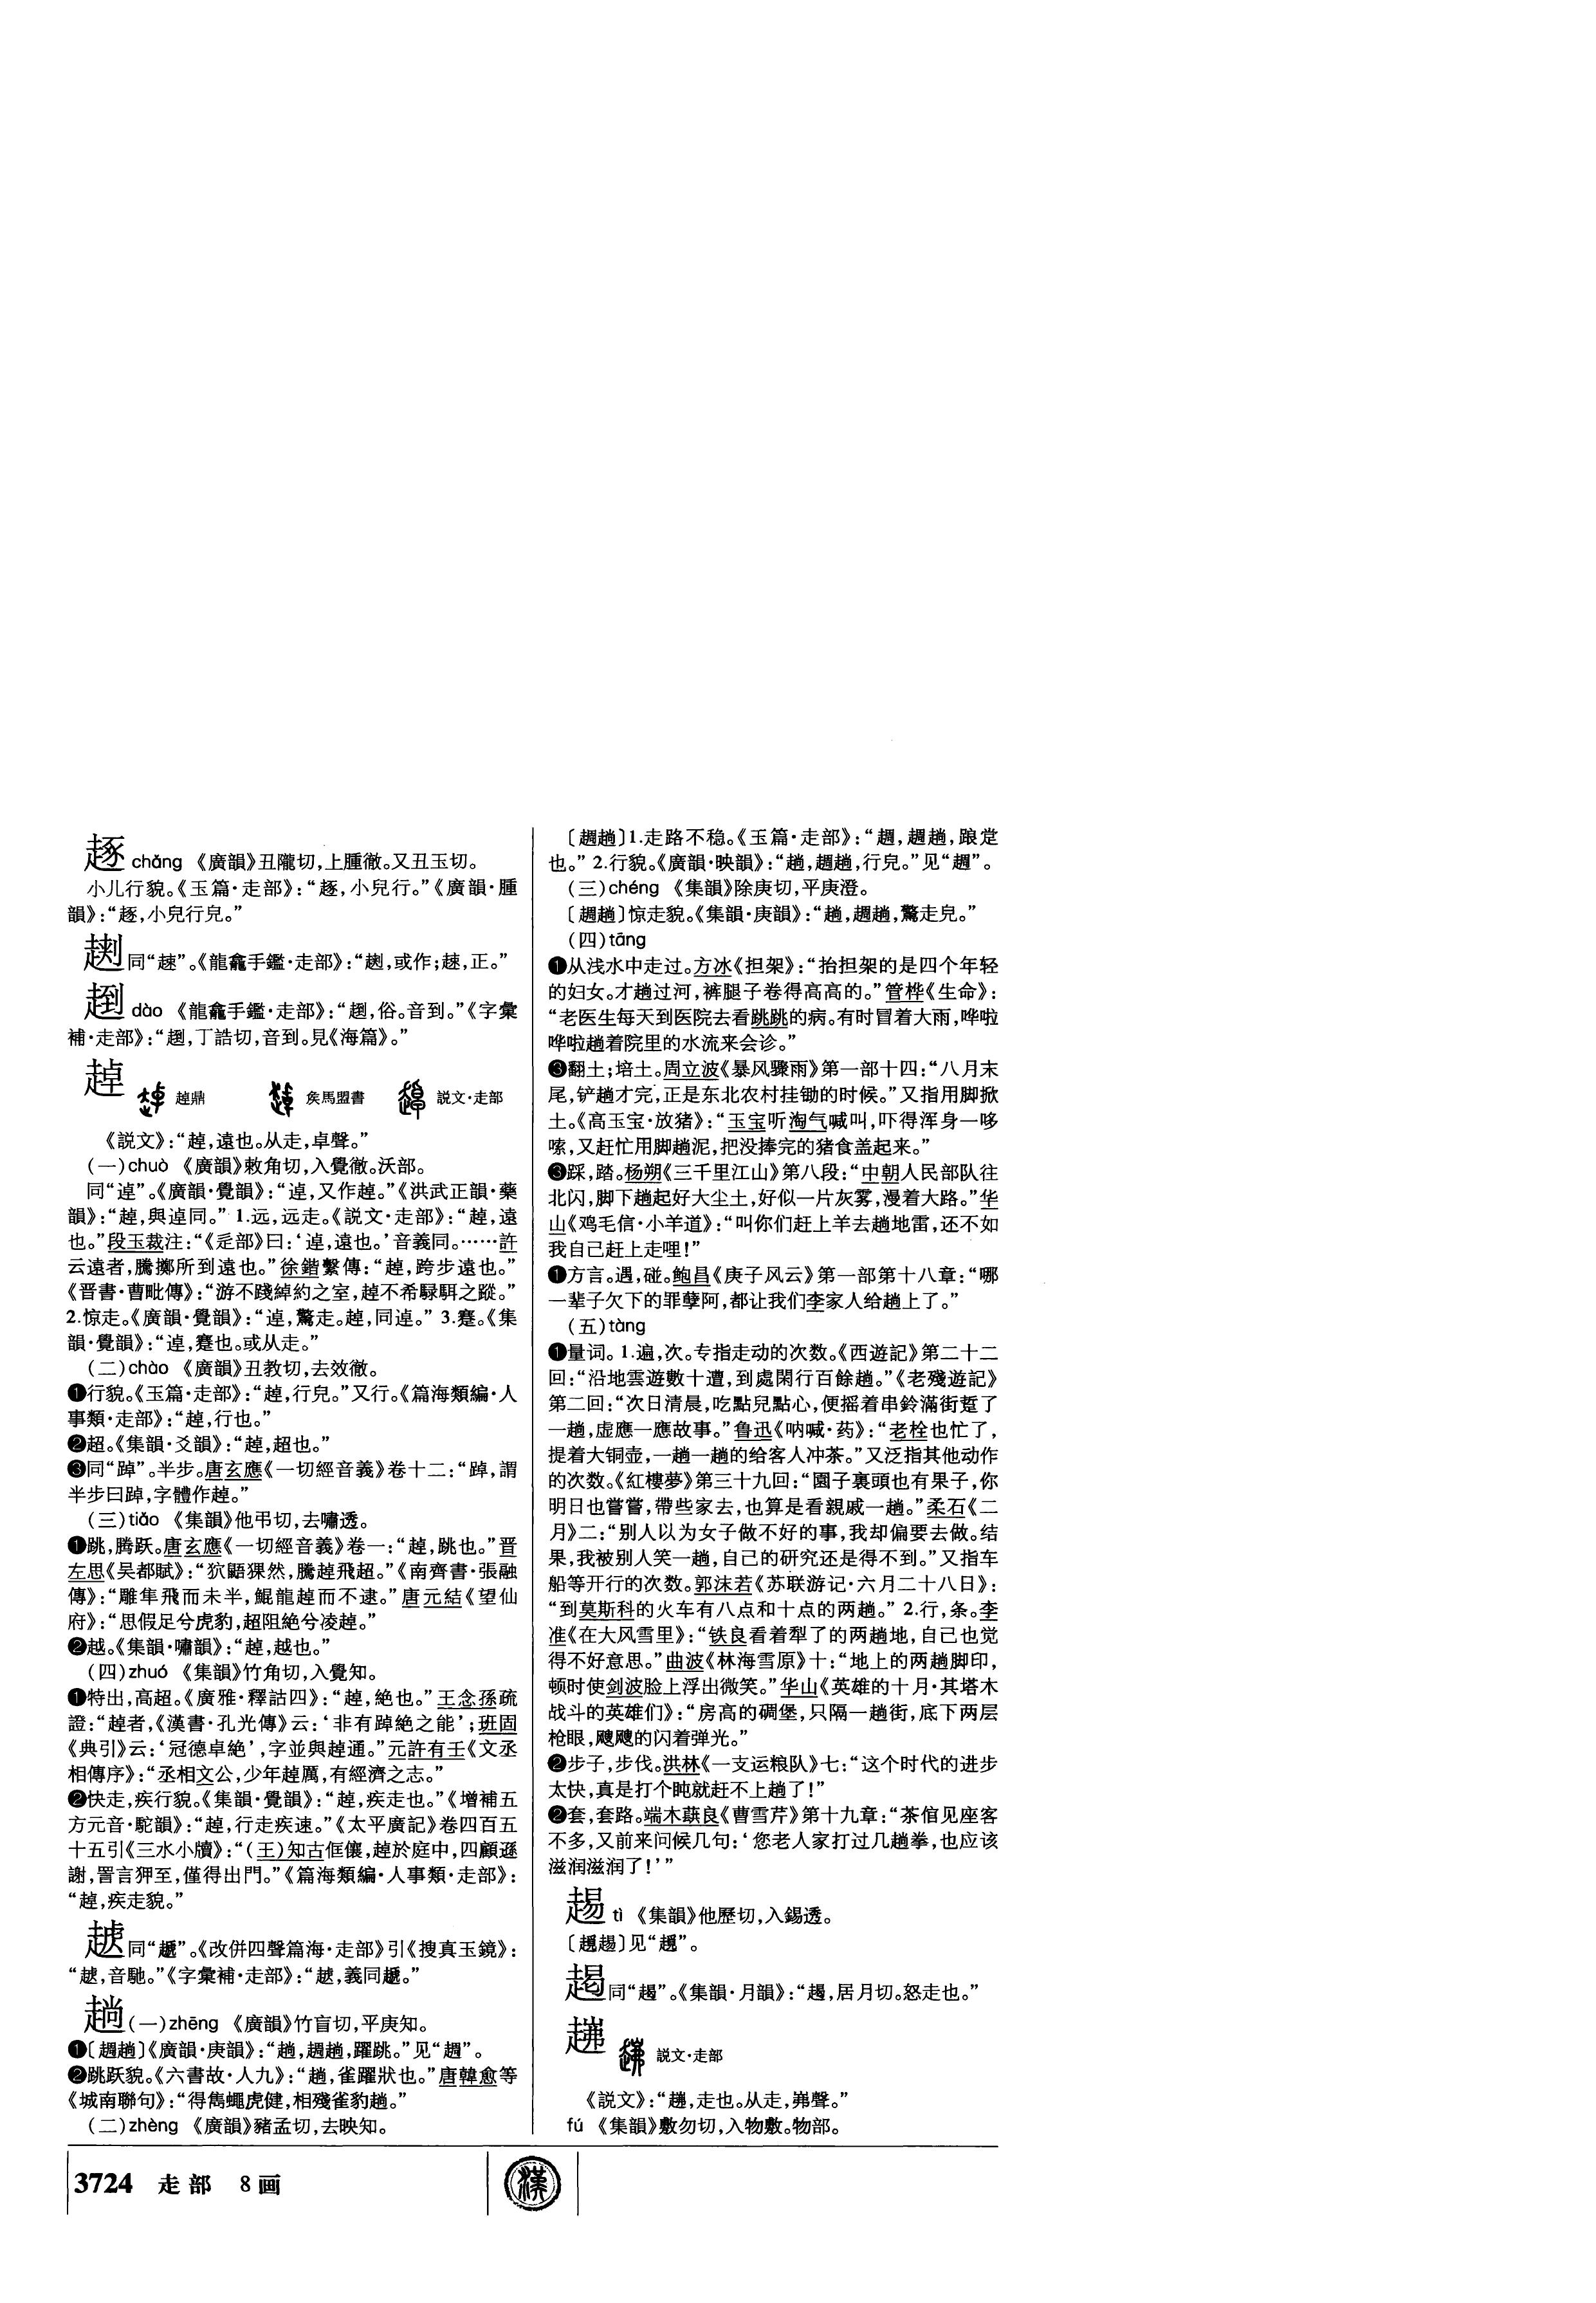 chǎng 《廣韻》丑隴切，上腫徹。又丑玉切。
小儿行貌。《玉篇·走部》：“，小兒行。”《廣韻·腫
韻》：“，小兒行皃。”
同“趚”。《龍龕手鑑·走部》：“，或作；趚，正。”
dào 《龍龕手鑑·走部》：“，俗。音到。”《字彙
補·走部》：“，丁誥切，音到。見《海篇》。”
趠
趠鼎 矦馬盟書 説文·走部
《説文》：“趠，遠也。从走，卓聲。”
(一)chuò 《廣韻》敕角切，入覺徹。沃部。
同“逴”。《廣韻·覺韻》：“逴，又作趠。”《洪武正韻·藥
韻》：“趠，與逴同。” 1.远，远走。《説文·走部》：“趠，遠
也。”段玉裁注：“《辵部》曰：‘逴，遠也。’音義同。……許
云遠者，騰擲所到遠也。”徐鍇繫傳：“趠，跨步遠也。”
《晋書·曹毗傳》：“游不踐綽約之室，趠不希騄駬之蹤。”
2.惊走。《廣韻·覺韻》：“逴，驚走。趠，同逴。” 3.蹇。《集
韻·覺韻》：“逴，蹇也。或从走。”
(二)chào 《廣韻》丑教切，去效徹。
❶行貌。《玉篇·走部》：“趠，行皃。”又行。《篇海類編·人
事類·走部》：“趠，行也。”
❷超。《集韻·爻韻》：“趠，超也。”
❸同“踔”。半步。唐玄應《一切經音義》卷十二：“踔，謂
半步曰踔，字體作趠。”
(三)tiǎo 《集韻》他弔切，去嘯透。
❶跳，腾跃。唐玄應《一切經音義》卷一：“趠，跳也。”晋
左思《吴都賦》：“狖鼯猓然，騰趠飛超。”《南齊書·張融
傳》：“雕隼飛而未半，鯤龍趠而不逮。”唐元結《望仙
府》：“思假足兮虎豹，超阻絶兮凌趠。”
❷越。《集韻·嘯韻》：“趠，越也。”
(四)zhuó 《集韻》竹角切，入覺知。
❶特出，高超。《廣雅·釋詁四》：“趠，絶也。”王念孫疏
證：“趠者，《漢書·孔光傳》云：‘非有踔絶之能’；班固
《典引》云：‘冠德卓絶’，字並與趠通。”元許有壬《文丞
相傳序》：“丞相文公，少年趠厲，有經濟之志。”
❷快走，疾行貌。《集韻·覺韻》：“趠，疾走也。”《增補五
方元音·駝韻》：“趠，行走疾速。”《太平廣記》卷四百五
十五引《三水小牘》：“（王）知古恇儴，趠於庭中，四顧遜
謝，詈言狎至，僅得出門。”《篇海類編·人事類·走部》：
“趠，疾走貌。”
同“”。《改併四聲篇海·走部》引《搜真玉鏡》：
“，音馳。”《字彙補·走部》：“，義同。”
趟(一)zhēng 《廣韻》竹盲切，平庚知。
❶〔趟〕《廣韻·庚韻》：“趟，趟，躍跳。”见“”。
❷跳跃貌。《六書故·人九》：“趟，雀躍狀也。”唐韓愈等
《城南聯句》：“得雋蠅虎健，相殘雀豹趟。”
(二)zhèng 《廣韻》豬孟切，去映知。
〔趟〕1.走路不稳。《玉篇·走部》：“，趟，踉
也。” 2.行貌。《廣韻·映韻》：“趟，趟，行皃。”见“”。
(三)chéng 《集韻》除庚切，平庚澄。
〔趟〕惊走貌。《集韻·庚韻》：“趟，趟，驚走皃。”
(四)tāng
❶从浅水中走过。方冰《担架》：“抬担架的是四个年轻
的妇女。才趟过河，裤腿子卷得高高的。”管桦《生命》：
“老医生每天到医院去看跳跳的病。有时冒着大雨，哗啦
哗啦趟着院里的水流来会诊。”
❸翻土；培土。周立波《暴风骤雨》第一部十四：“八月末
尾，铲趟才完，正是东北农村挂锄的时候。”又指用脚掀
土。《高玉宝·放猪》：“玉宝听淘气喊叫，吓得浑身一哆
嗦，又赶忙用脚趟泥，把没捧完的猪食盖起来。”
❸踩，踏。杨朔《三千里江山》第八段：“中朝人民部队往
北闪，脚下趟起好大尘土，好似一片灰雾，漫着大路。”华
山《鸡毛信·小羊道》：“叫你们赶上羊去趟地雷，还不如
我自己赶上走哩！”
❶方言。遇，碰。鲍昌《庚子风云》第一部第十八章：“哪
一辈子欠下的罪孽阿，都让我们李家人给趟上了。”
(五)tàng
❶量词。1.遍，次。专指走动的次数。《西遊記》第二十二
回：“沿地雲遊數十遭，到處閑行百餘趟。”《老殘遊記》
第二回：“次日清晨，吃點兒點心，便摇着串鈴滿街踅了
一趟，虚應一應故事。”鲁迅《呐喊·药》：“老栓也忙了，
提着大铜壶，一趟一趟的给客人冲茶。”又泛指其他动作
的次数。《紅樓夢》第三十九回：“園子裏頭也有果子，你
明日也嘗嘗，帶些家去，也算是看親戚一趟。”柔石《二
月》二：“别人以为女子做不好的事，我却偏要去做。结
果，我被别人笑一趟，自己的研究还是得不到。”又指车
船等开行的次数。郭沫若《苏联游记·六月二十八日》：
“到莫斯科的火车有八点和十点的两趟。” 2.行，条。李
准《在大风雪里》：“铁良看着犁了的两趟地，自己也觉
得不好意思。”曲波《林海雪原》十：“地上的两趟脚印，
顿时使剑波脸上浮出微笑。”华山《英雄的十月·其塔木
战斗的英雄们》：“房高的碉堡，只隔一趟街，底下两层
枪眼，飕飕的闪着弹光。”
❷步子，步伐。洪林《一支运粮队》七：“这个时代的进步
太快，真是打个盹就赶不上趟了！”
❷套，套路。端木蕻良《曹雪芹》第十九章：“茶倌见座客
不多，又前来问候几句：‘您老人家打过几趟拳，也应该
滋润滋润了！’”
tì 《集韻》他歷切，入錫透。
〔〕见“”。
同“”。《集韻·月韻》：“，居月切。怒走也。”
説文·走部
《説文》：“，走也。从走，聲。”
fú 《集韻》敷勿切，入物敷。物部。
3724 走部 8画
漢